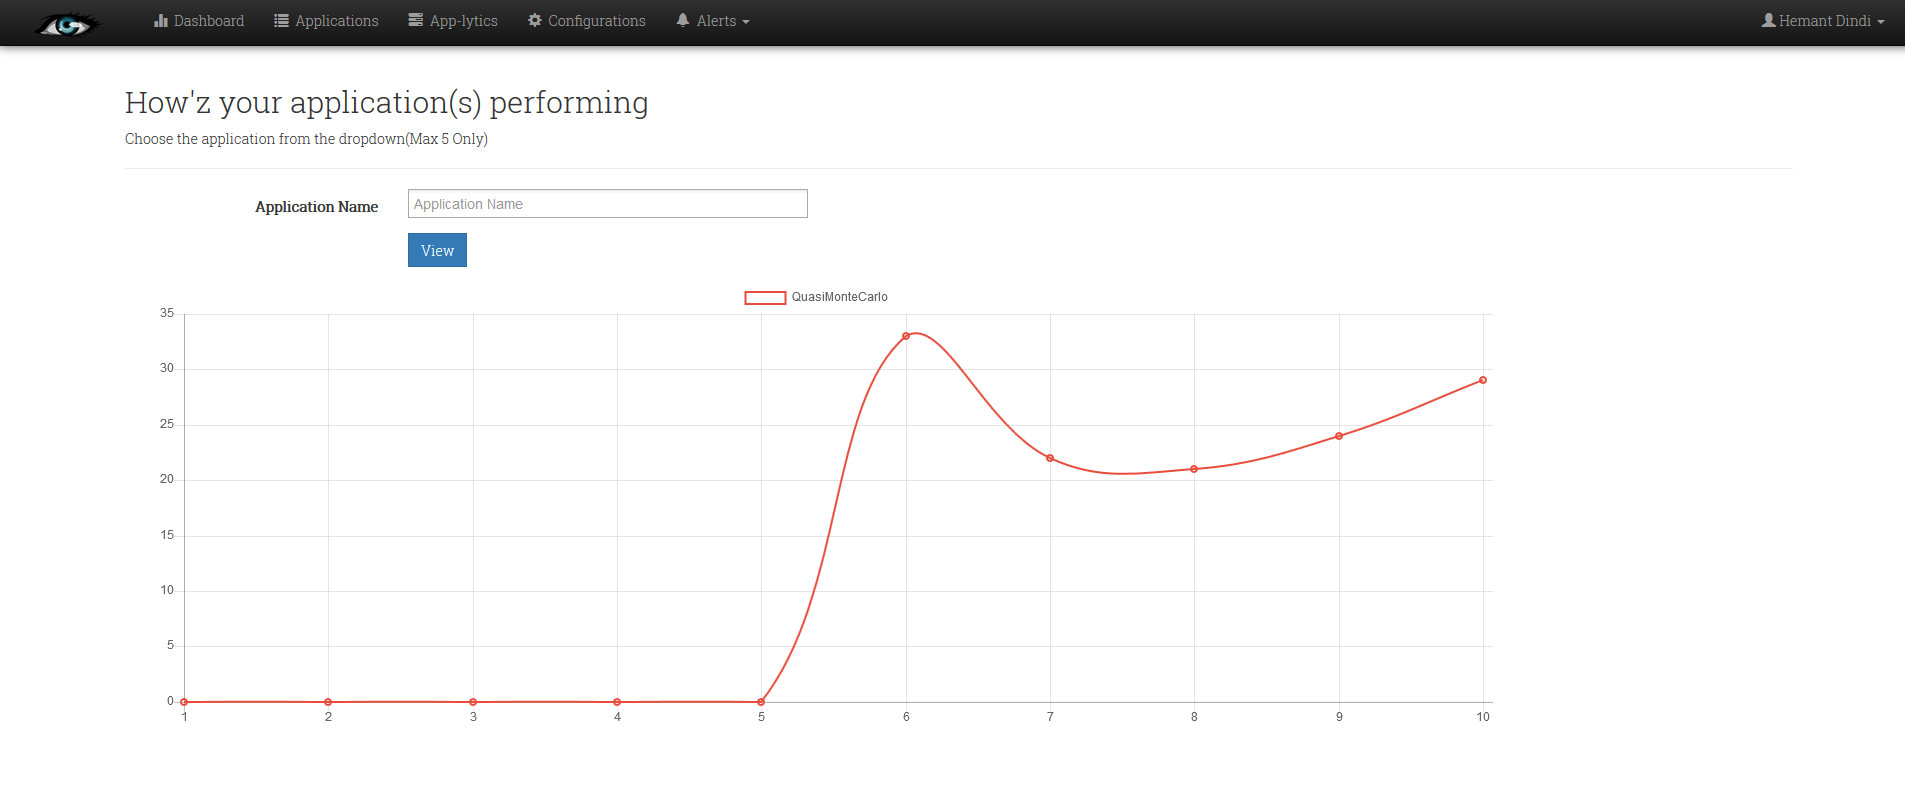 Dashboard Applications App-lytics Configurations Alerts Hemant Dindi
How'z your application(s) performing
Choose the application from the dropdown(Max 5 Only)
Application Name Application Name
View
QuasiMonteCarlo
35
30
25
20
15
10
5
0
1 2 3 4 5 6 7 8 9 10